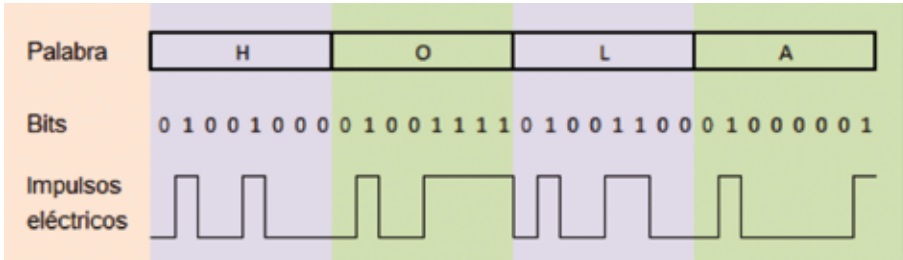 Palabra H O L A
Bits 0 1 0 0 1 0 0 0 0 1 0 0 1 1 1 1 0 1 0 0 1 1 0 0 0 1 0 0 0 0 0 1
Impulsos
eléctricos